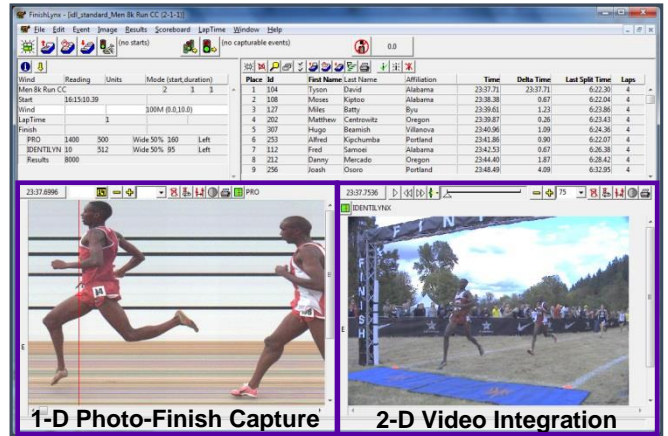 FinishLynx - [idl_standard_Men 8k Run CC (2-1-1)]
File Edit Event Image Results Scoreboard LapTime Window Capture Help
(no starts) (no capturable events) 0.0
Wind Reading Units Mode (start,duration)
Men 8k Run CC 2 1 1
Start 16:15:10.39
Wind 100M (0.0,10.0)
LapTime 1
Finish
PRO 1400 500 Wide 50% 160 Left
IDENTILYN 10 512 Wide 50% 95 Left
Results 8000
Place Id First Name Last Name Affiliation Time Delta Time Last Split Time Laps
1 104 Tyson David Alabama 23:37.71 23:37.71 6:22.30 4
2 108 Moses Kiptoo Alabama 23:38.38 0.67 6:22.04 4
3 127 Miles Batty Byu 23:39.61 1.23 6:23.86 4
4 202 Matthew Centrowitz Oregon 23:39.87 0.26 6:23.43 4
5 307 Hugo Beamish Villanova 23:40.96 1.09 6:24.36 4
6 253 Alfred Kipchumba Portland 23:41.86 0.90 6:22.07 4
7 112 Fred Samoei Alabama 23:42.53 0.67 6:26.38 4
8 212 Danny Mercado Oregon 23:44.40 1.87 6:28.42 4
9 256 Joash Osoro Portland 23:48.49 4.09 6:32.95 4
23:37.6996 PRO
E
23:37.7536 75
IDENTILYNX
E
FINISH
FINISH
1-D Photo-Finish Capture
2-D Video Integration